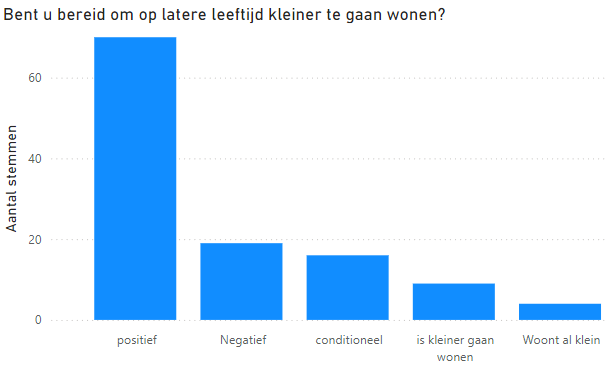 Bent u bereid om op latere leeftijd kleiner te gaan wonen?
Aantal stemmen
60
40
20
0
positief
Negatief
conditioneel
is kleiner gaan
wonen
Woont al klein